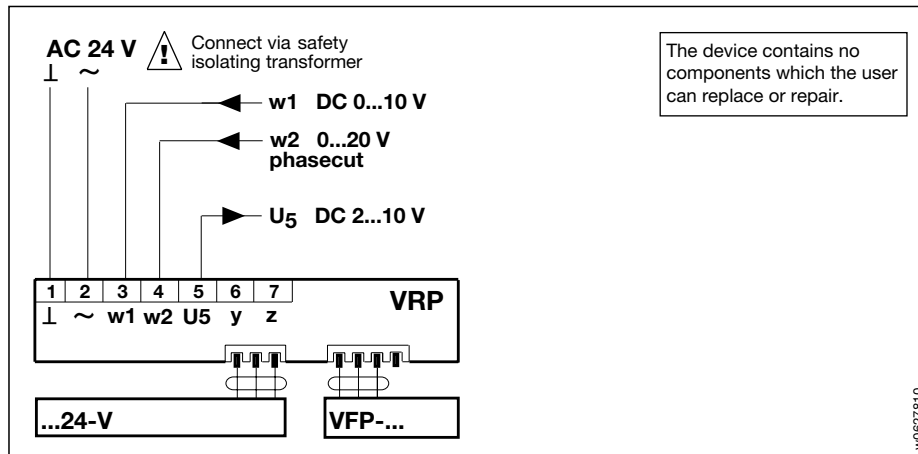 AC 24 V
⊥ ~
Connect via safety
isolating transformer
The device contains no
components which the user
can replace or repair.
w1 DC 0...10 V
w2 0...20 V
phasecut
U5 DC 2...10 V
1 2 3 4 5 6 7
⊥ ~ w1 w2 U5 y z
VRP
...24-V
VFP-...
w0627810